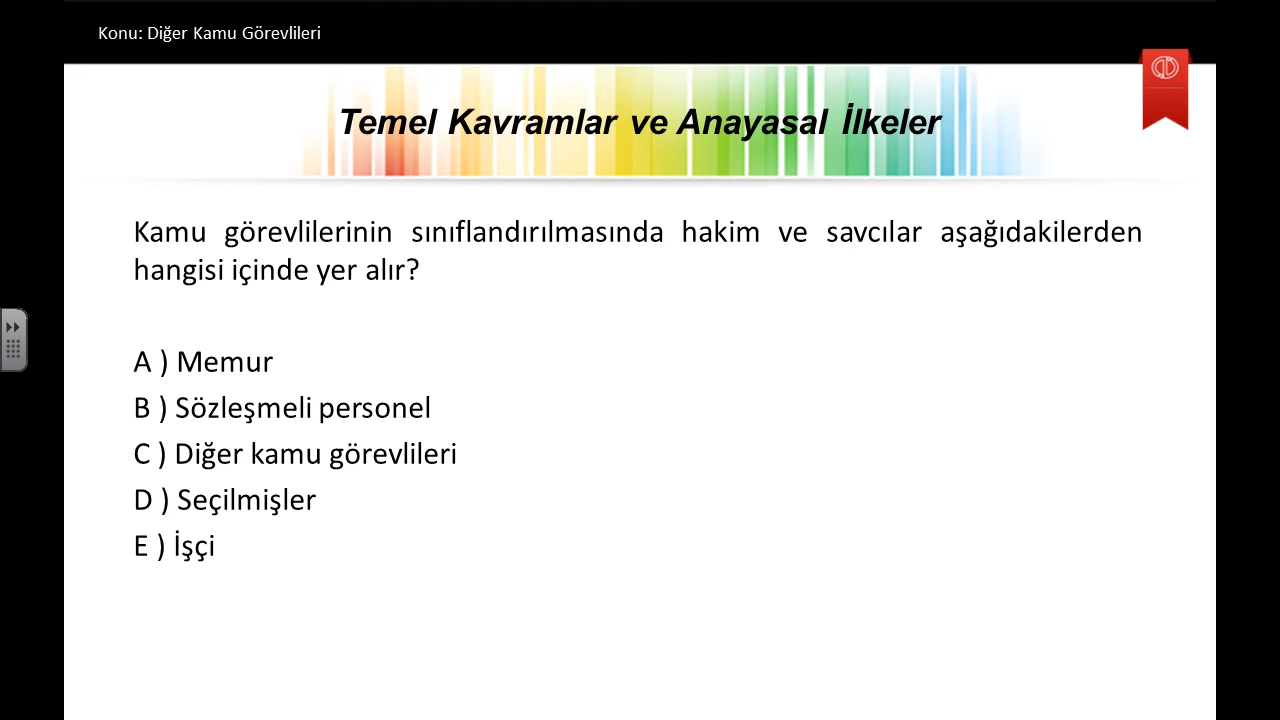 Konu: Diğer Kamu Görevlileri
Temel Kavramlar ve Anayasal İlkeler
Kamu görevlilerinin sınıflandırılmasında hakim ve savcılar aşağıdakilerden
hangisi içinde yer alır?
A ) Memur
B ) Sözleşmeli personel
C ) Diğer kamu görevlileri
D ) Seçilmişler
E ) İşçi